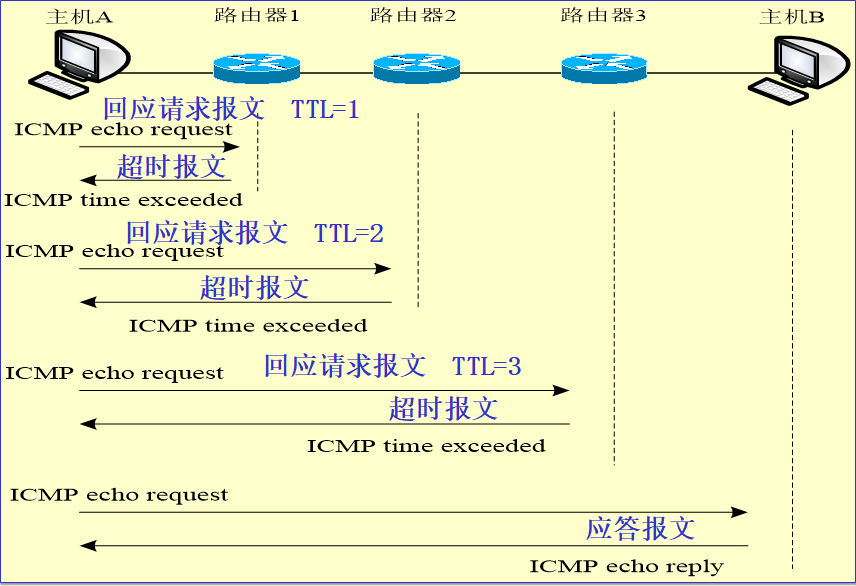 主机A 路由器1 路由器2 路由器3 主机B
回应请求报文 TTL=1
ICMP echo request
超时报文
ICMP time exceeded
回应请求报文 TTL=2
ICMP echo request
超时报文
ICMP time exceeded
回应请求报文 TTL=3
ICMP echo request
超时报文
ICMP time exceeded
ICMP echo request
应答报文
ICMP echo reply